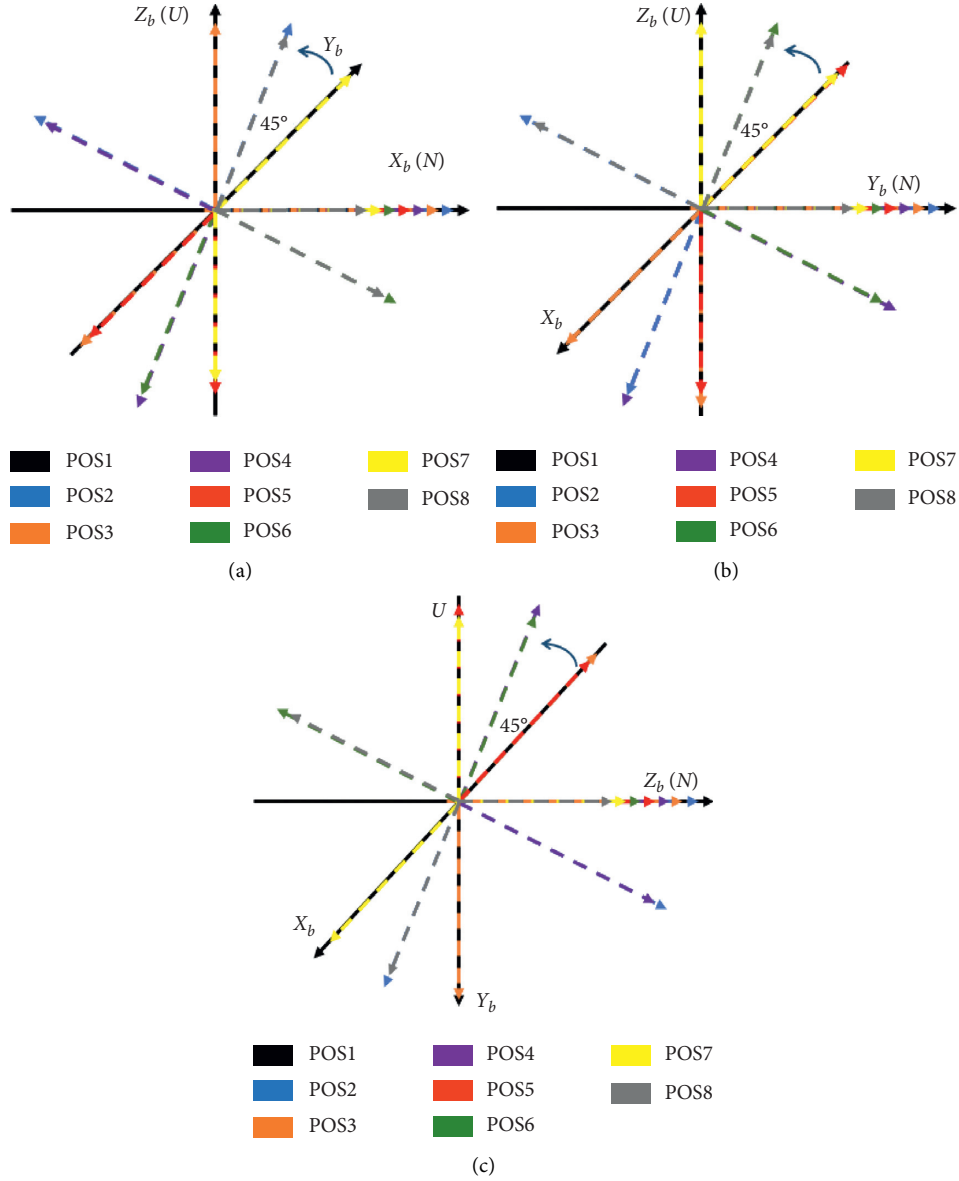 Z_b (U)
Y_b
45°
X_b (N)
POS1 POS4 POS7
POS2 POS5 POS8
POS3 POS6
(a)
Z_b (U)
45°
Y_b (N)
X_b
POS1 POS4 POS7
POS2 POS5 POS8
POS3 POS6
(b)
U
45°
Z_b (N)
X_b
Y_b
POS1 POS4 POS7
POS2 POS5 POS8
POS3 POS6
(c)